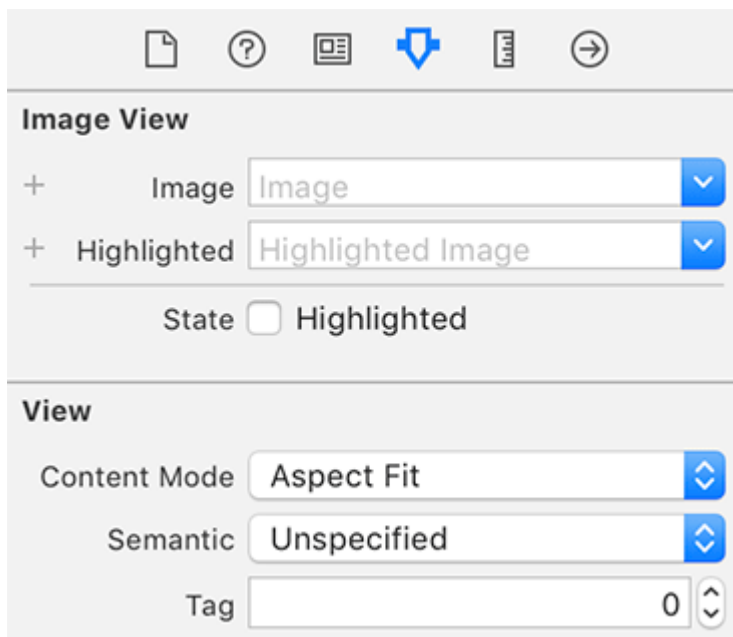 Image View
+ Image Image
+ Highlighted Highlighted Image
State Highlighted
View
Content Mode Aspect Fit
Semantic Unspecified
Tag 0